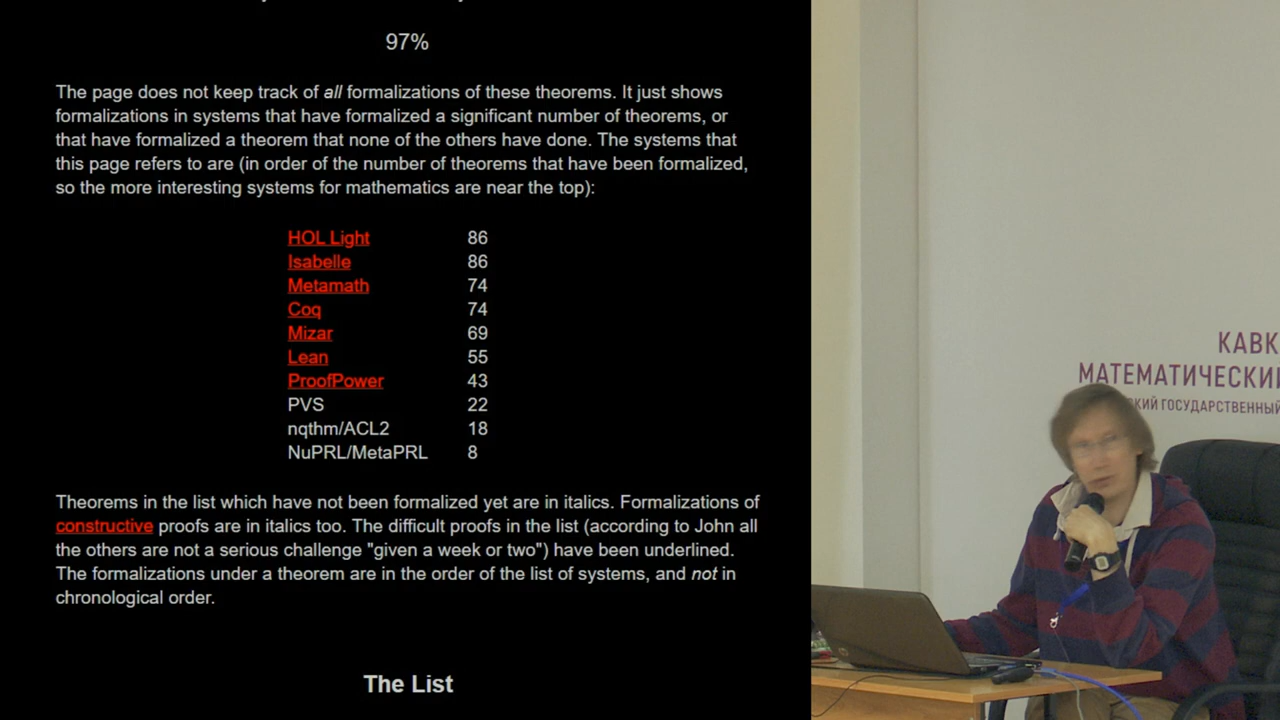 97%
The page does not keep track of all formalizations of these theorems. It just shows
formalizations in systems that have formalized a significant number of theorems, or
that have formalized a theorem that none of the others have done. The systems that
this page refers to are (in order of the number of theorems that have been formalized,
so the more interesting systems for mathematics are near the top):
HOL Light 86
Isabelle 86
Metamath 74
Coq 74
Mizar 69
Lean 55
ProofPower 43
PVS 22
nqthm/ACL2 18
NuPRL/MetaPRL 8
Theorems in the list which have not been formalized yet are in italics. Formalizations of
constructive proofs are in italics too. The difficult proofs in the list (according to John all
the others are not a serious challenge "given a week or two") have been underlined.
The formalizations under a theorem are in the order of the list of systems, and not in
chronological order.
The List
КАВК
МАТЕМАТИЧЕСКИ
КИЙ ГОСУДАРСТВЕННЫЙ